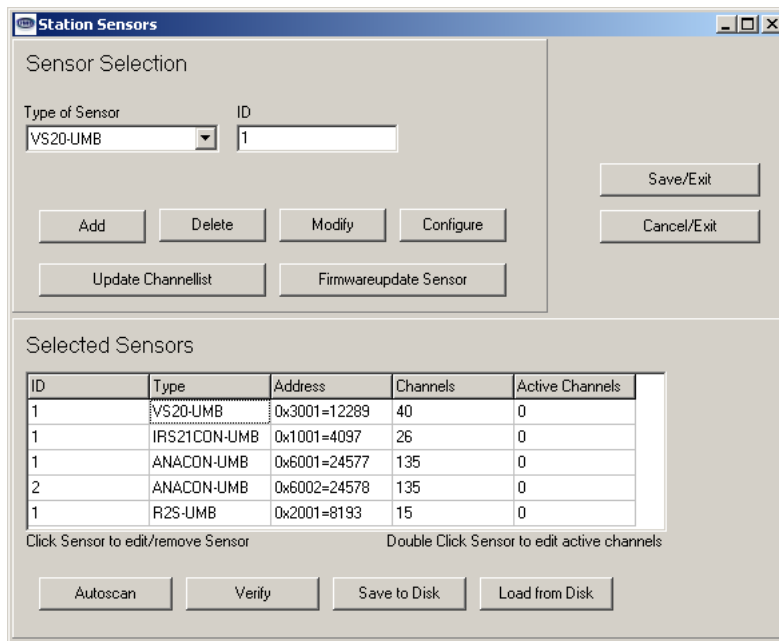 Station Sensors
Sensor Selection
Type of Sensor ID
VS20-UMB 1
Save/Exit
Add Delete Modify Configure Cancel/Exit
Update Channellist Firmwareupdate Sensor
Selected Sensors
ID Type Address Channels Active Channels
1 VS20-UMB 0x3001=12289 40 0
1 IRS21CON-UMB 0x1001=4097 26 0
1 ANACON-UMB 0x6001=24577 135 0
2 ANACON-UMB 0x6002=24578 135 0
1 R2S-UMB 0x2001=8193 15 0
Click Sensor to edit/remove Sensor Double Click Sensor to edit active channels
Autoscan Verify Save to Disk Load from Disk